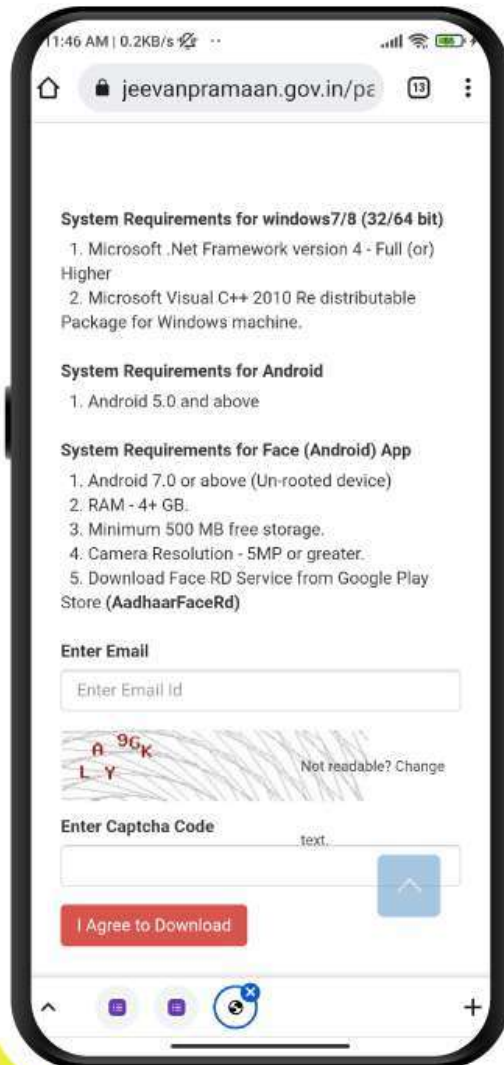 11:46 AM | 0.2KB/s
jeevanpramaan.gov.in/pa
13
System Requirements for windows7/8 (32/64 bit)
1. Microsoft .Net Framework version 4 - Full (or)
Higher
2. Microsoft Visual C++ 2010 Re distributable
Package for Windows machine.
System Requirements for Android
1. Android 5.0 and above
System Requirements for Face (Android) App
1. Android 7.0 or above (Un-rooted device)
2. RAM - 4+ GB.
3. Minimum 500 MB free storage.
4. Camera Resolution - 5MP or greater.
5. Download Face RD Service from Google Play
Store (AadhaarFaceRd)
Enter Email
Enter Email Id
Not readable? Change
Enter Captcha Code
text.
I Agree to Download